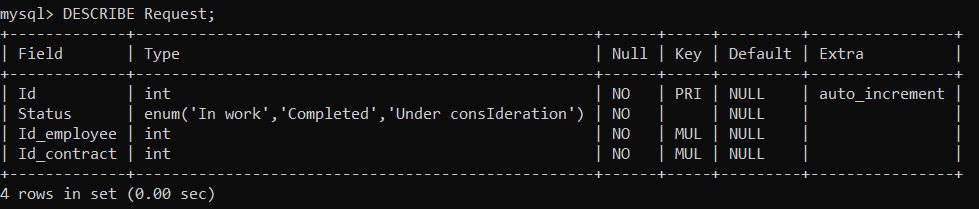 mysql> DESCRIBE Request;
+-------------+-----------------------------------------------+------+-----+---------+----------------+
| Field       | Type                                          | Null | Key | Default | Extra          |
+-------------+-----------------------------------------------+------+-----+---------+----------------+
| Id          | int                                           | NO   | PRI | NULL    | auto_increment |
| Status      | enum('In work','Completed','Under consIderation') | NO   |     | NULL    |                |
| Id_employee | int                                           | NO   | MUL | NULL    |                |
| Id_contract | int                                           | NO   | MUL | NULL    |                |
+-------------+-----------------------------------------------+------+-----+---------+----------------+
4 rows in set (0.00 sec)